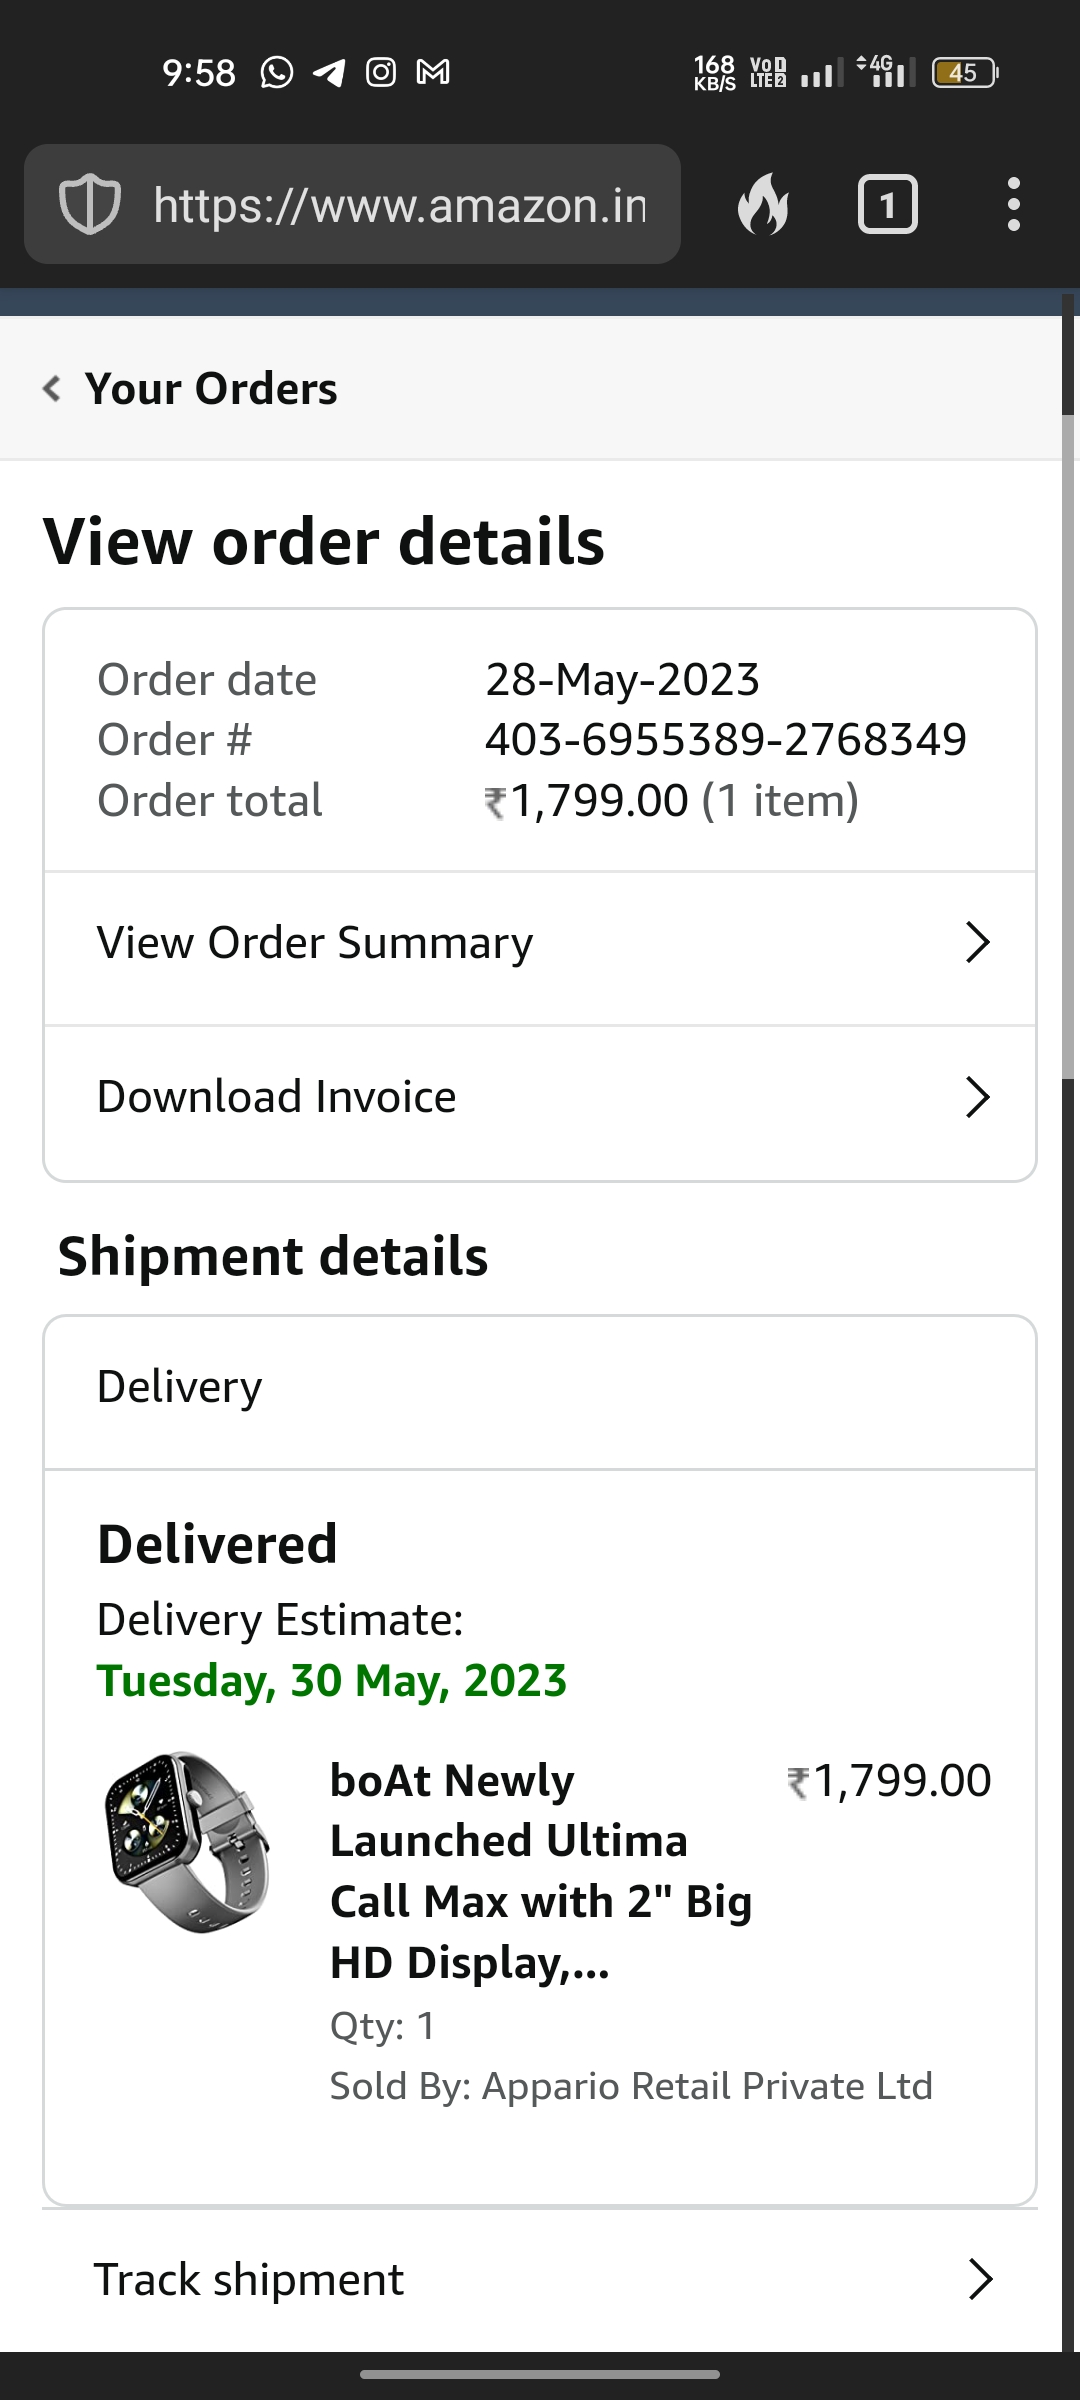 9:58
168 KB/S
VoLTE 1 2
4G
45
https://www.amazon.in
1
Your Orders
View order details
Order date 28-May-2023
Order # 403-6955389-2768349
Order total ₹1,799.00 (1 item)
View Order Summary
Download Invoice
Shipment details
Delivery
Delivered
Delivery Estimate:
Tuesday, 30 May, 2023
boAt Newly ₹1,799.00
Launched Ultima
Call Max with 2" Big
HD Display,...
Qty: 1
Sold By: Appario Retail Private Ltd
Track shipment